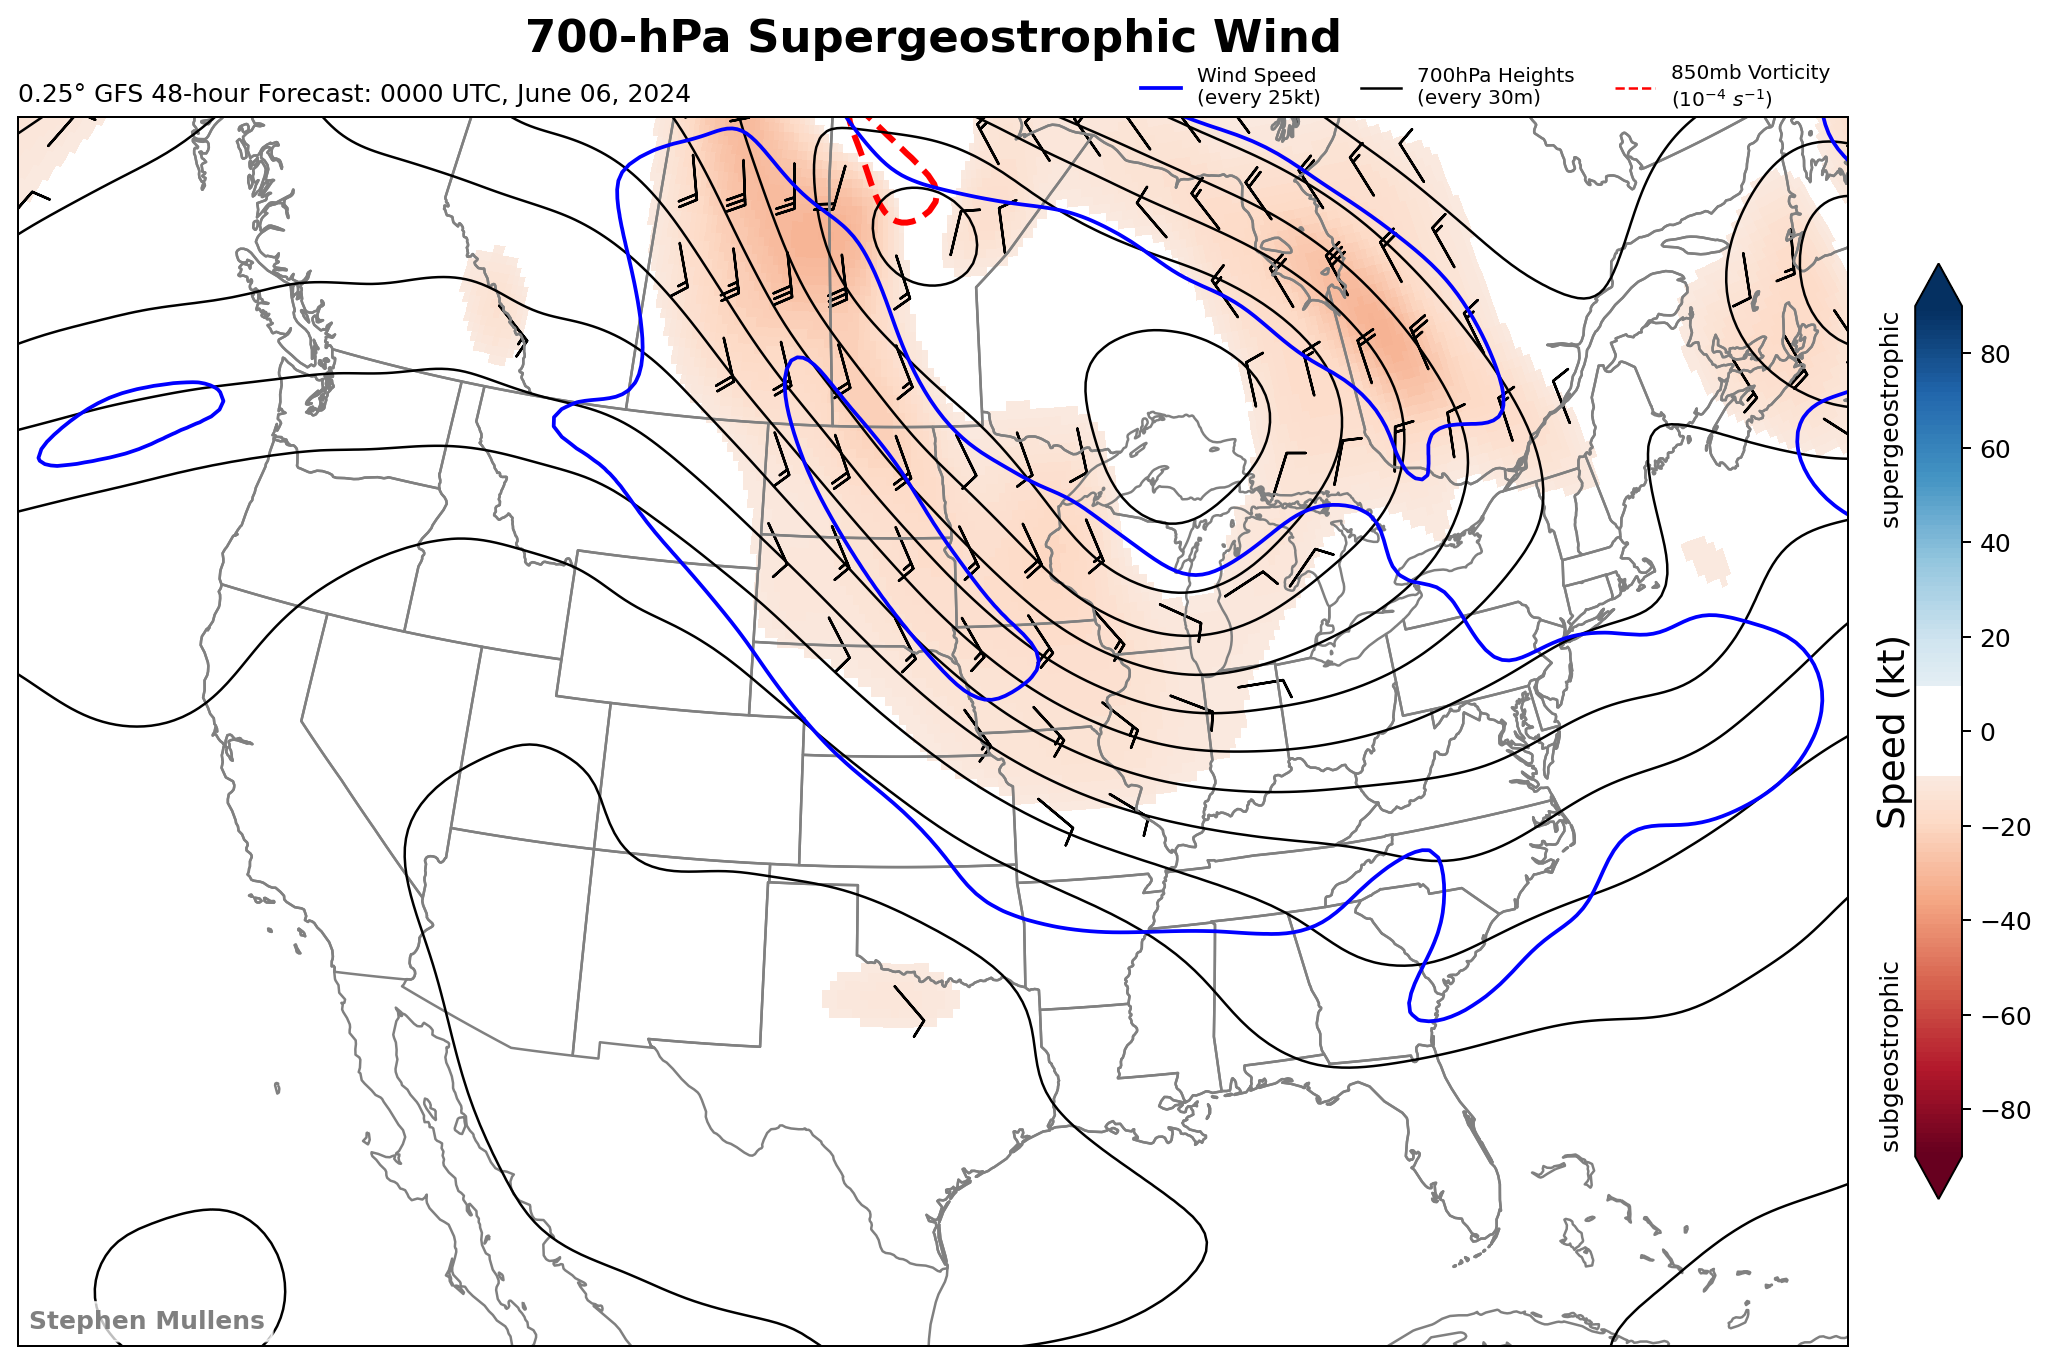 700-hPa Supergeostrophic Wind
0.25° GFS 48-hour Forecast: 0000 UTC, June 06, 2024
Wind Speed
(every 25kt)
700hPa Heights
(every 30m)
850mb Vorticity
(10⁻⁴ s⁻¹)
supergeostrophic
subgeostrophic
Speed (kt)
80
60
40
20
0
−20
−40
−60
−80
Stephen Mullens